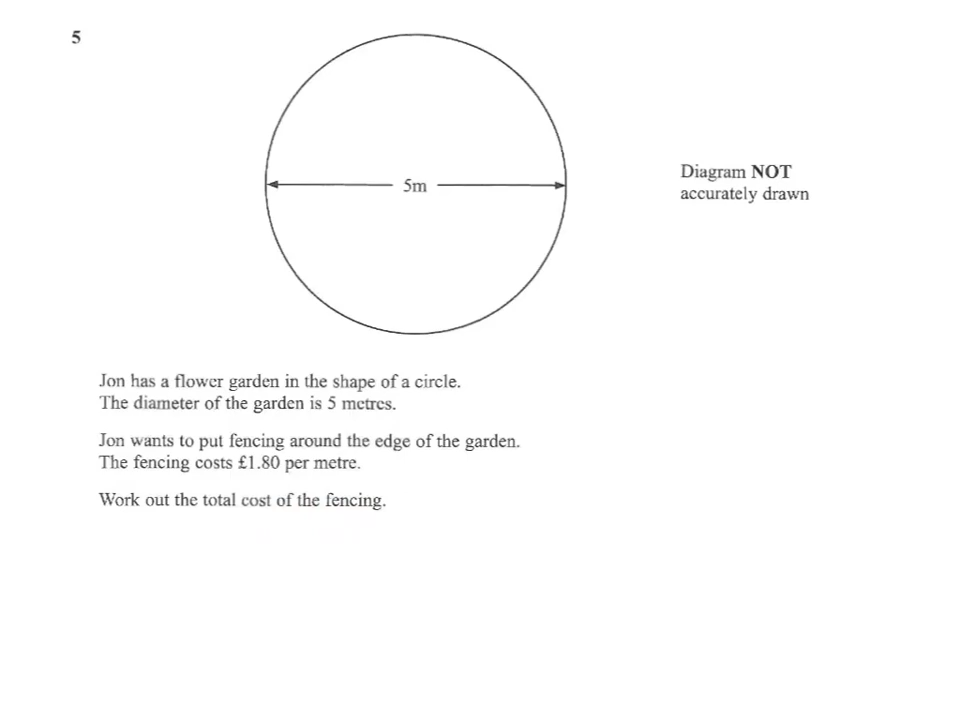 5
5m
Diagram NOT
accurately drawn
Jon has a flower garden in the shape of a circle.
The diameter of the garden is 5 metres.
Jon wants to put fencing around the edge of the garden.
The fencing costs £1.80 per metre.
Work out the total cost of the fencing.